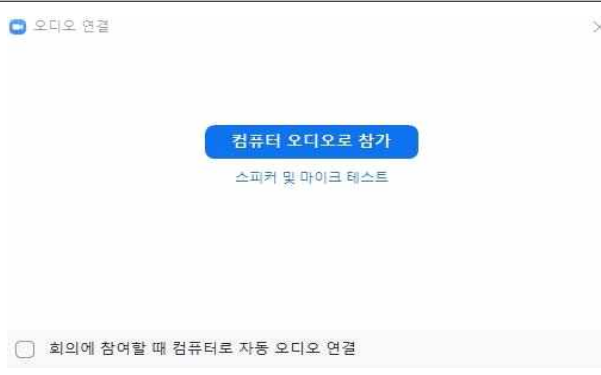 오디오 연결
컴퓨터 오디오로 참가
스피커 및 마이크 테스트
회의에 참여할 때 컴퓨터로 자동 오디오 연결